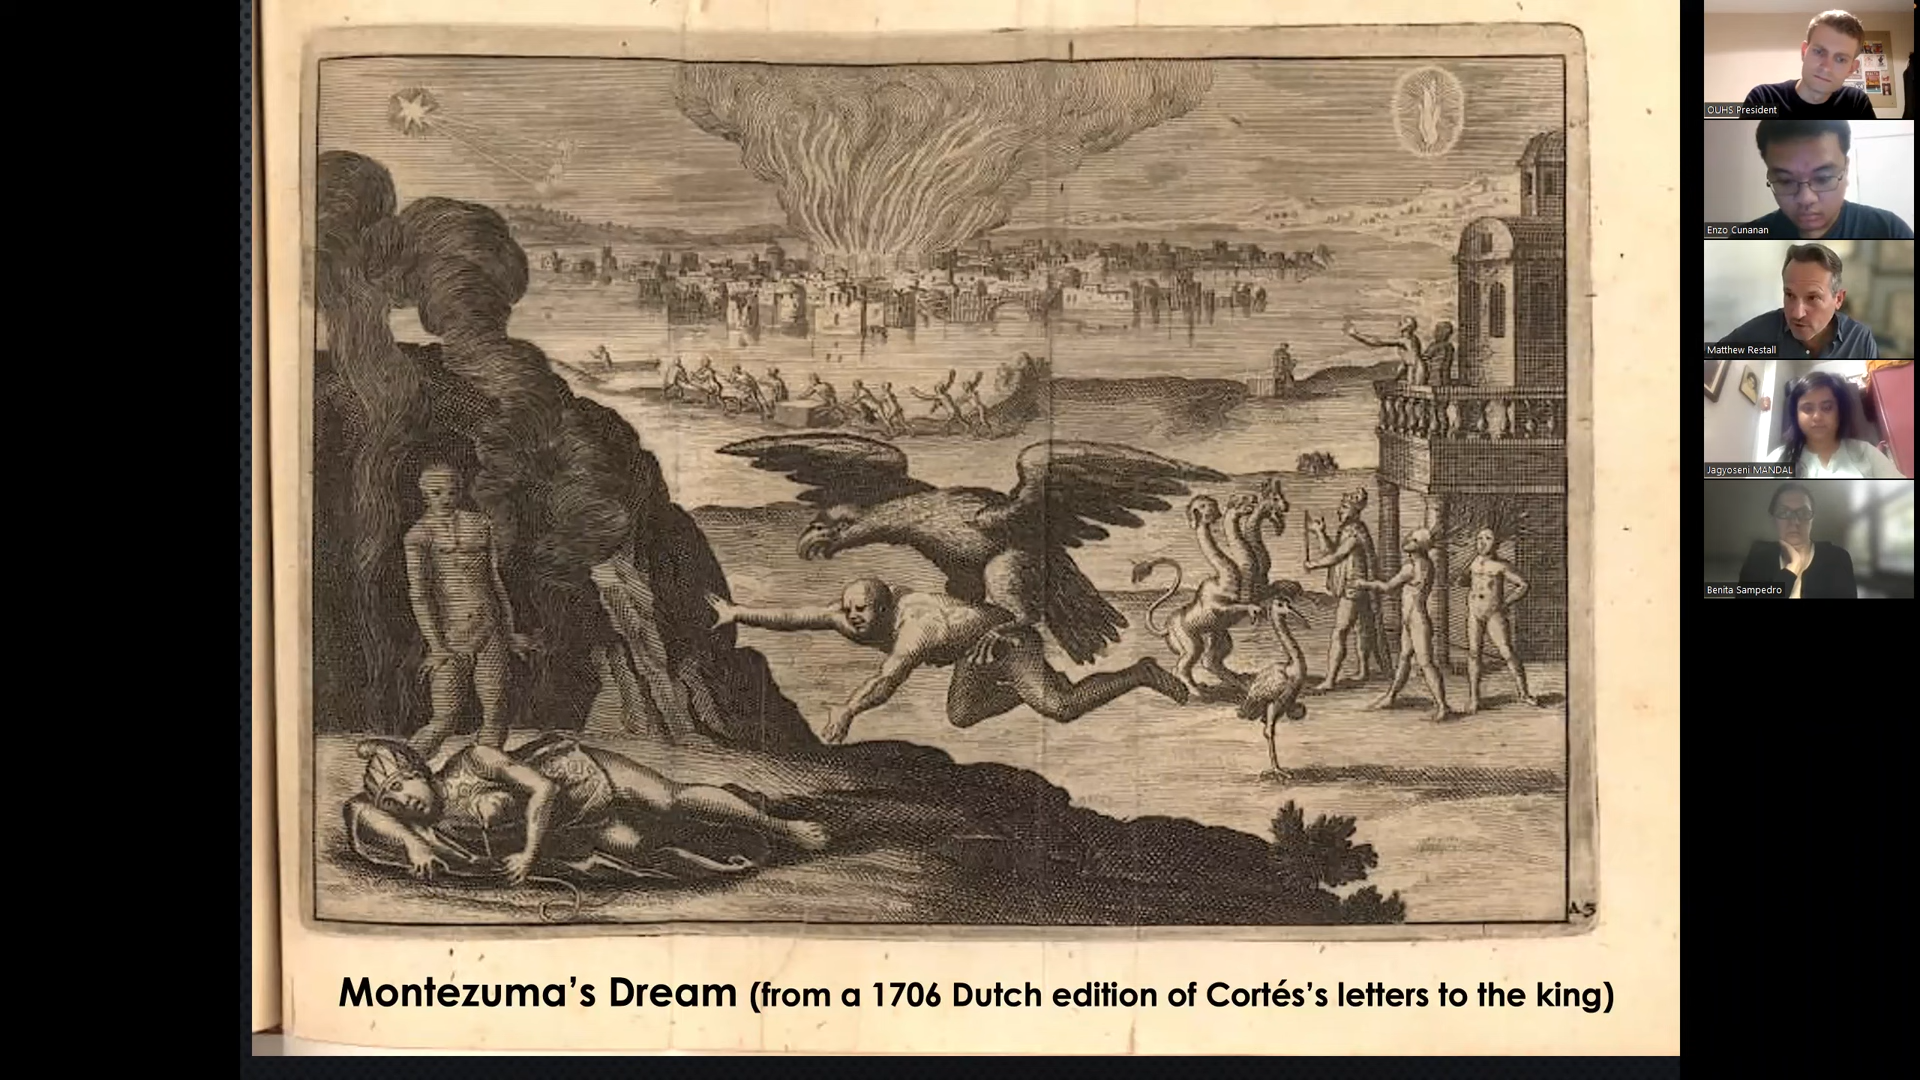 OUHS President
Enzo Cunanan
Matthew Restall
Jagyoseni MANDAL
Benita Sampedro
A5
Montezuma’s Dream (from a 1706 Dutch edition of Cortés’s letters to the king)